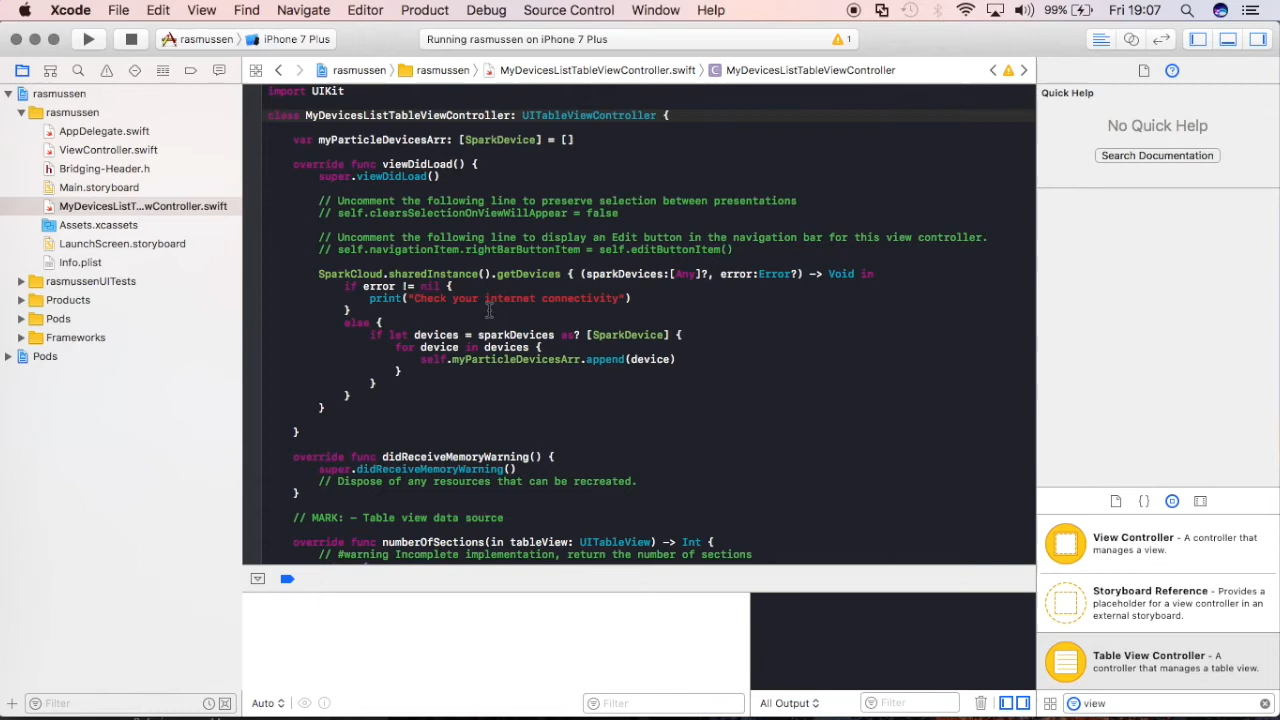 Xcode File Edit View Find Navigate Editor Product Debug Source Control Window Help 99% Fri 19:07
rasmussen iPhone 7 Plus Running rasmussen on iPhone 7 Plus 1
rasmussen rasmussen MyDevicesListTableViewController.swift MyDevicesListTableViewController
rasmussen
rasmussen
AppDelegate.swift
ViewController.swift
Bridging-Header.h
Main.storyboard
MyDevicesListT...wController.swift
Assets.xcassets
LaunchScreen.storyboard
Info.plist
rasmussenUITests
Products
Pods
Frameworks
Pods
Filter
import UIKit
class MyDevicesListTableViewController: UITableViewController {
var myParticleDevicesArr: [SparkDevice] = []
override func viewDidLoad() {
super.viewDidLoad()
// Uncomment the following line to preserve selection between presentations
// self.clearsSelectionOnViewWillAppear = false
// Uncomment the following line to display an Edit button in the navigation bar for this view controller.
// self.navigationItem.rightBarButtonItem = self.editButtonItem()
SparkCloud.sharedInstance().getDevices { (sparkDevices:[Any]?, error:Error?) -> Void in
if error != nil {
print("Check your internet connectivity")
}
else {
if let devices = sparkDevices as? [SparkDevice] {
for device in devices {
self.myParticleDevicesArr.append(device)
}
}
}
}
}
override func didReceiveMemoryWarning() {
super.didReceiveMemoryWarning()
// Dispose of any resources that can be recreated.
}
// MARK: - Table view data source
override func numberOfSections(in tableView: UITableView) -> Int {
// #warning Incomplete implementation, return the number of sections
Auto Filter
All Output Filter
Quick Help
No Quick Help
Search Documentation
View Controller - A controller that
manages a view.
Storyboard Reference - Provides a
placeholder for a view controller in an
external storyboard.
Table View Controller - A
controller that manages a table view.
view